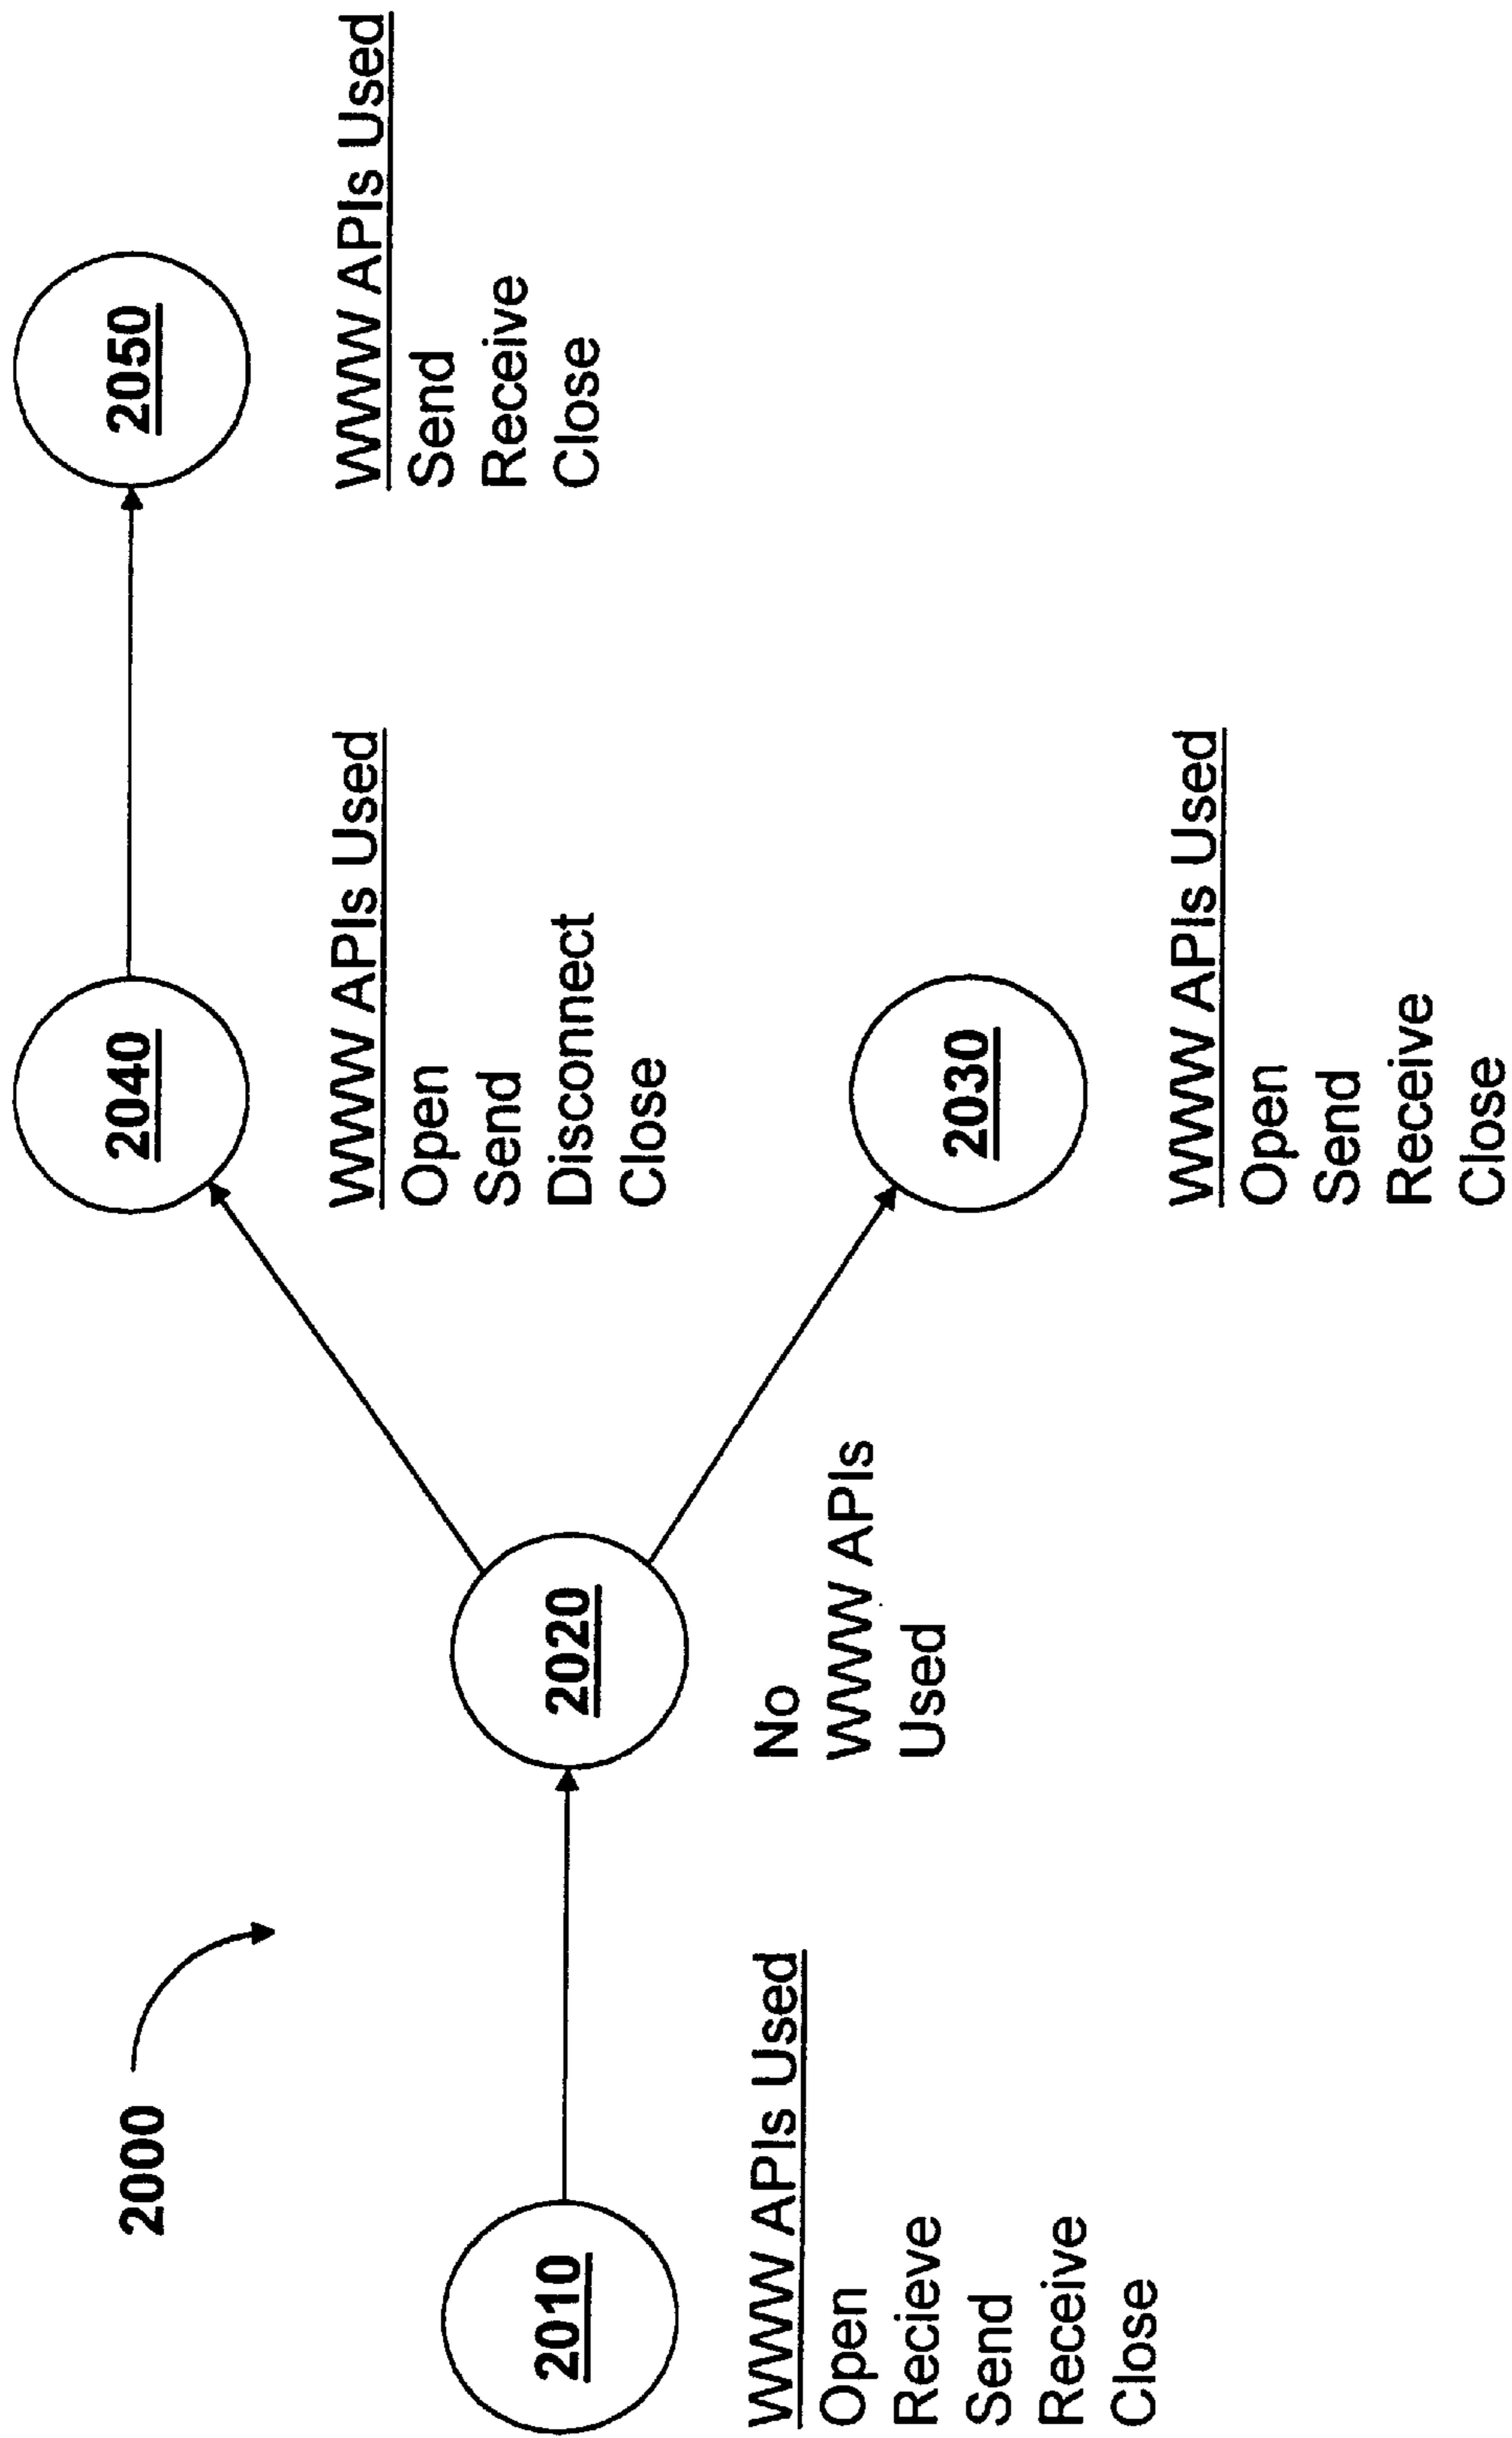 2000
2010
WWW APIs Used
Open
Recieve
Send
Receive
Close
2020
No
WWW APIs
Used
2040
WWW APIs Used
Open
Send
Disconnect
Close
2050
WWW APIs Used
Send
Receive
Close
2030
WWW APIs Used
Open
Send
Receive
Close